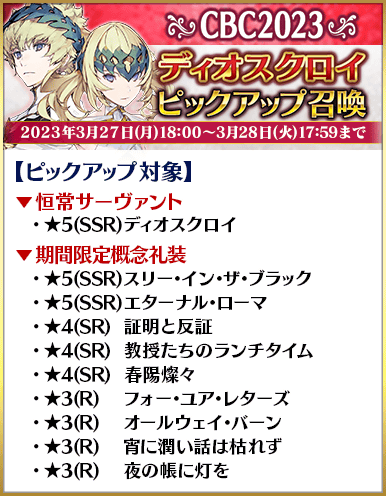 CBC2023
ディオスクロイ
ピックアップ召喚
2023年3月27日(月)18:00～3月28日(火)17:59まで
【ピックアップ対象】
▼恒常サーヴァント
・★5(SSR)ディオスクロイ
▼期間限定概念礼装
・★5(SSR)スリー・イン・ザ・ブラック
・★5(SSR)エターナル・ローマ
・★4(SR) 証明と反証
・★4(SR) 教授たちのランチタイム
・★4(SR) 春陽燦々
・★3(R) フォー・ユア・レターズ
・★3(R) オールウェイ・バーン
・★3(R) 宵に潤い話は枯れず
・★3(R) 夜の帳に灯を